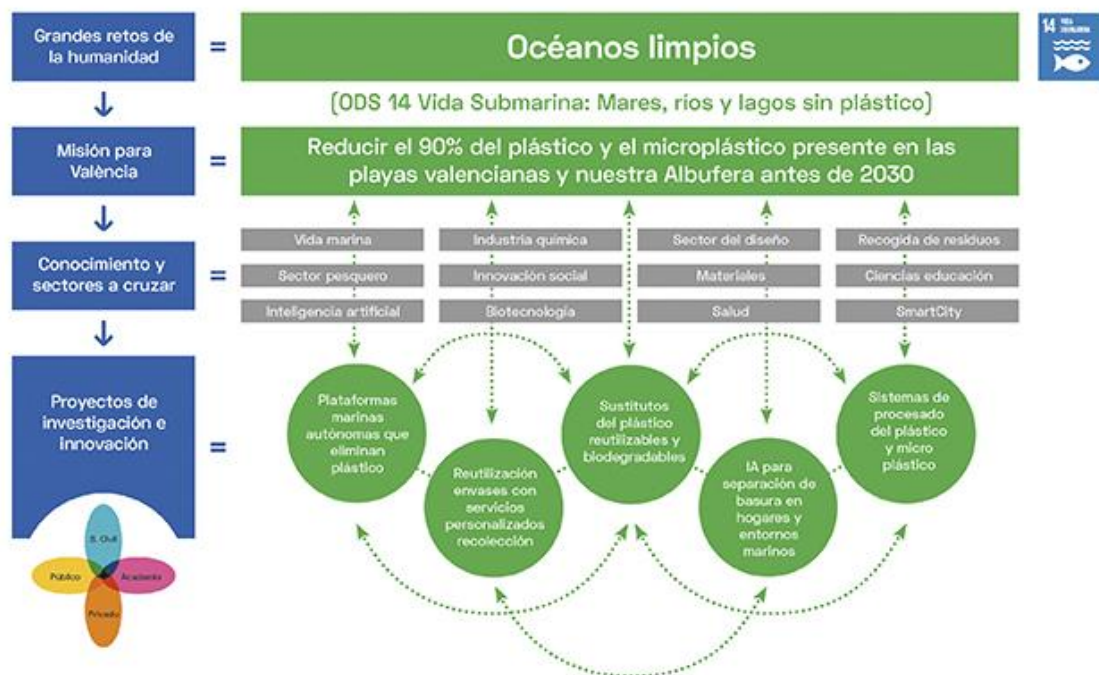 Grandes retos de
la humanidad
=
Océanos limpios
14 VIDA
SUBMARINA
(ODS 14 Vida Submarina: Mares, ríos y lagos sin plástico)
Misión para
València
=
Reducir el 90% del plástico y el microplástico presente en las
playas valencianas y nuestra Albufera antes de 2030
Conocimiento y
sectores a cruzar
=
Vida marina
Industria química
Sector del diseño
Recogida de residuos
Sector pesquero
Innovación social
Materiales
Ciencias educación
Inteligencia artificial
Biotecnología
Salud
SmartCity
Proyectos de
investigación e
innovación
=
Plataformas
marinas
autónomas que
eliminan
plástico
Reutilización
envases con
servicios
personalizados
recolección
Sustitutos
del plástico
reutilizables y
biodegradables
IA para
separación de
basura en
hogares y
entornos
marinos
Sistemas de
procesado
del plástico
y micro
plástico
S. Civil
Público
Academia
Privado